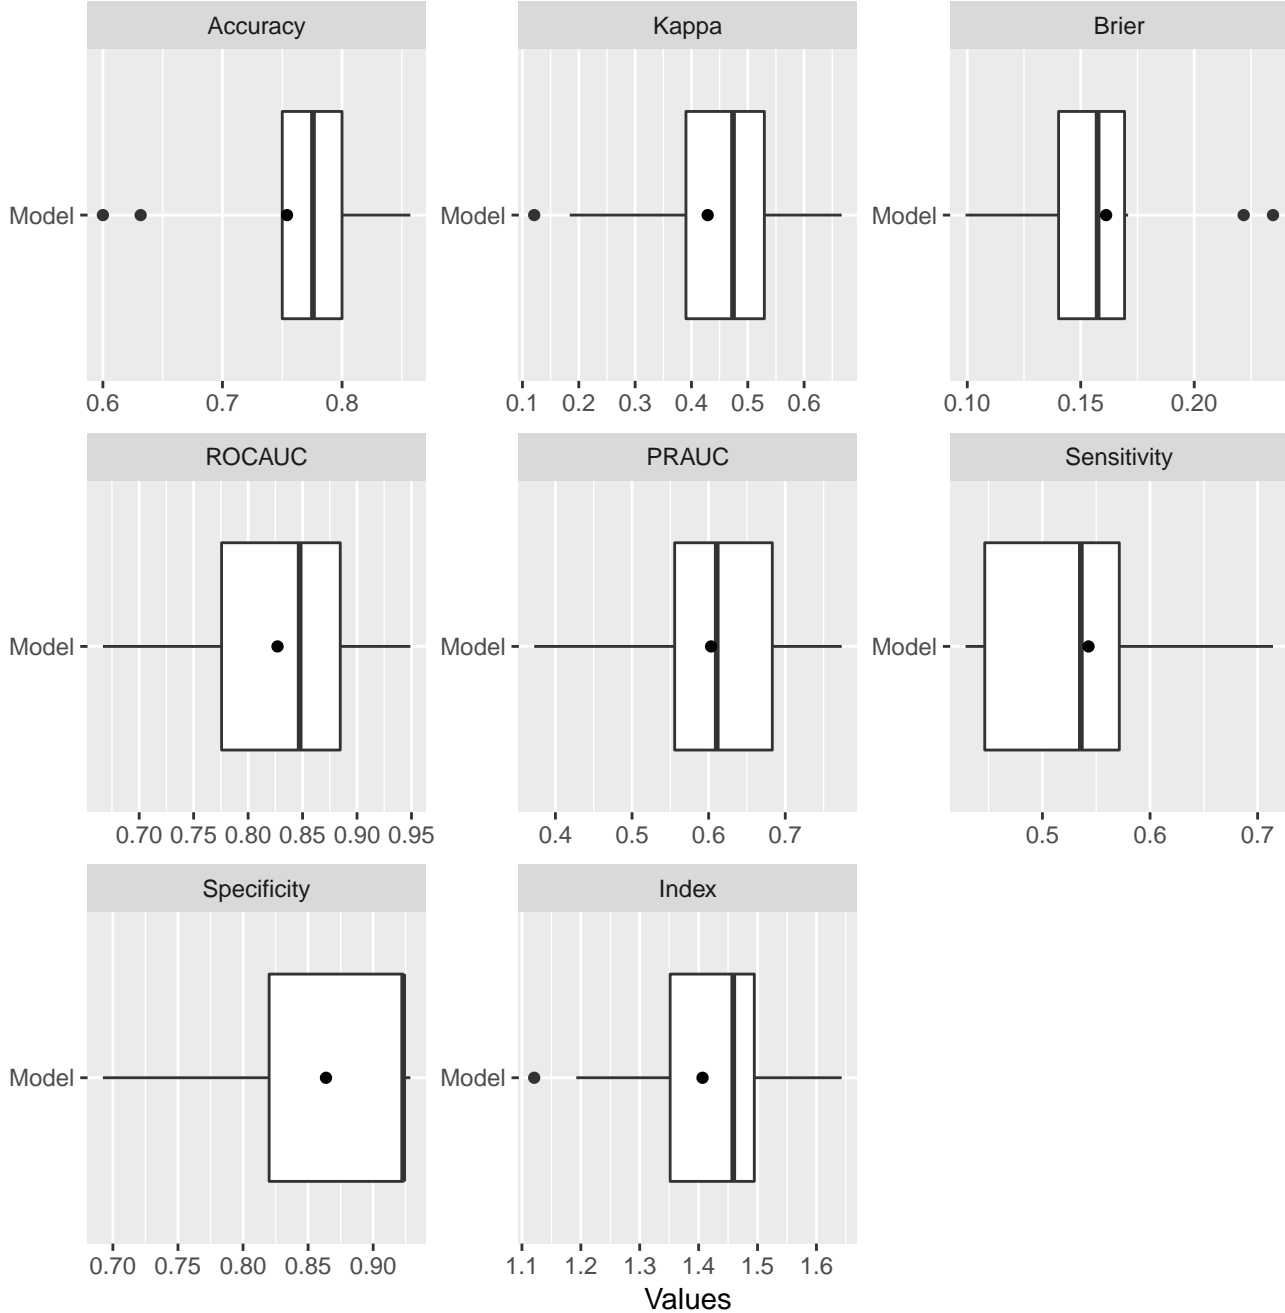 Accuracy Kappa Brier
Model Model Model
0.6 0.7 0.8 0.1 0.2 0.3 0.4 0.5 0.6 0.10 0.15 0.20
ROCAUC PRAUC Sensitivity
Model Model Model
0.70 0.75 0.80 0.85 0.90 0.95 0.4 0.5 0.6 0.7 0.5 0.6 0.7
Specificity Index
Model Model
0.70 0.75 0.80 0.85 0.90 1.1 1.2 1.3 1.4 1.5 1.6
Values